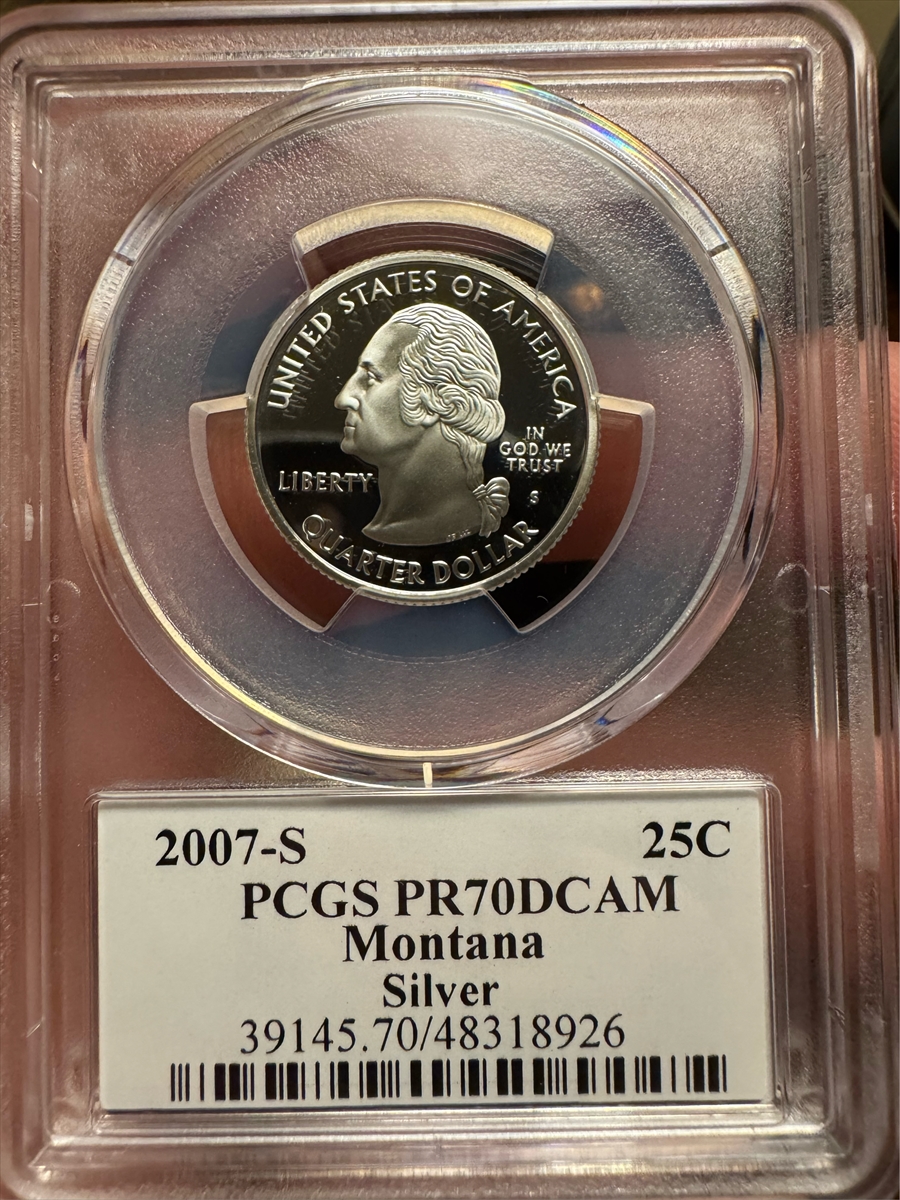 UNITED STATES OF AMERICA
IN
GOD WE
TRUST
LIBERTY
S
QUARTER DOLLAR
2007-S 25C
PCGS PR70DCAM
Montana
Silver
39145.70/48318926